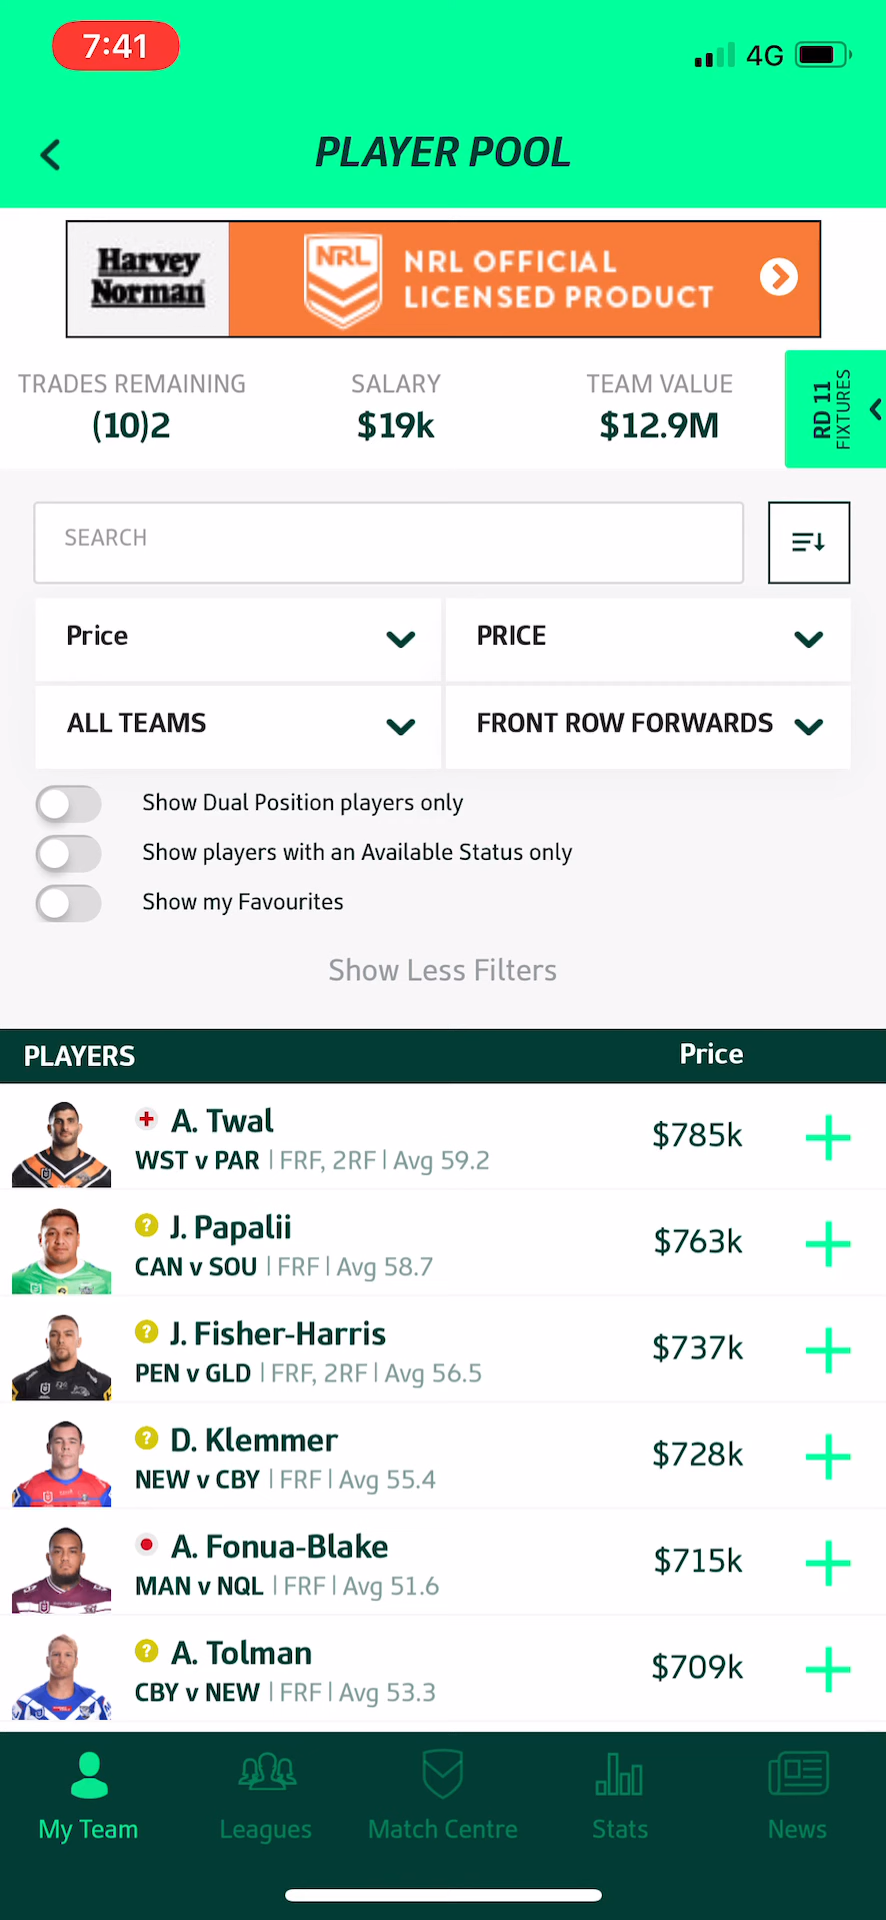 7:41
4G
PLAYER POOL
Harvey
Norman
NRL
NRL OFFICIAL
LICENSED PRODUCT
TRADES REMAINING
(10)2
SALARY
$19k
TEAM VALUE
$12.9M
RD 11
FIXTURES
SEARCH
Price
PRICE
ALL TEAMS
FRONT ROW FORWARDS
Show Dual Position players only
Show players with an Available Status only
Show my Favourites
Show Less Filters
PLAYERS
Price
A. Twal
WST v PAR | FRF, 2RF | Avg 59.2
$785k
? J. Papalii
CAN v SOU | FRF | Avg 58.7
$763k
? J. Fisher-Harris
PEN v GLD | FRF, 2RF | Avg 56.5
$737k
? D. Klemmer
NEW v CBY | FRF | Avg 55.4
$728k
A. Fonua-Blake
MAN v NQL | FRF | Avg 51.6
$715k
? A. Tolman
CBY v NEW | FRF | Avg 53.3
$709k
My Team
Leagues
Match Centre
Stats
News